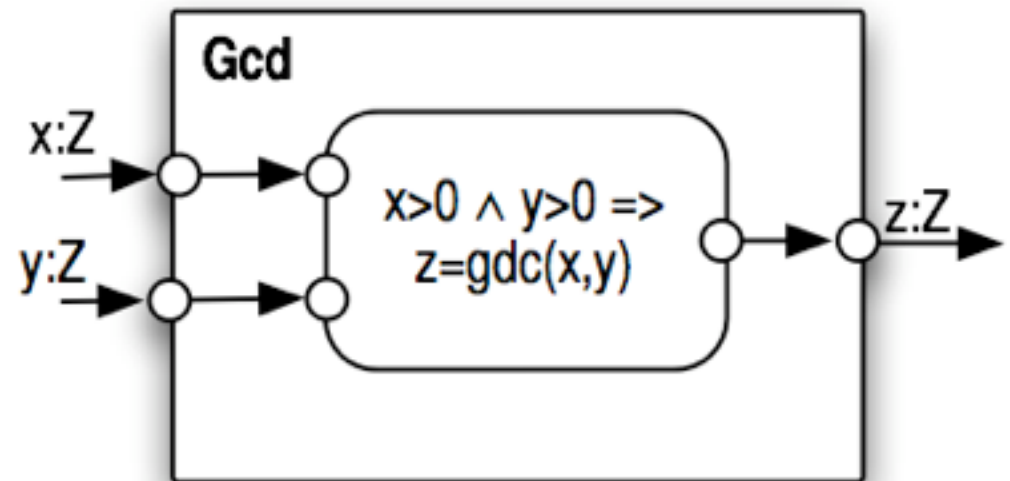 Gcd
x:Z
x>0 ∧ y>0 =>
z=gdc(x,y)
y:Z
z:Z